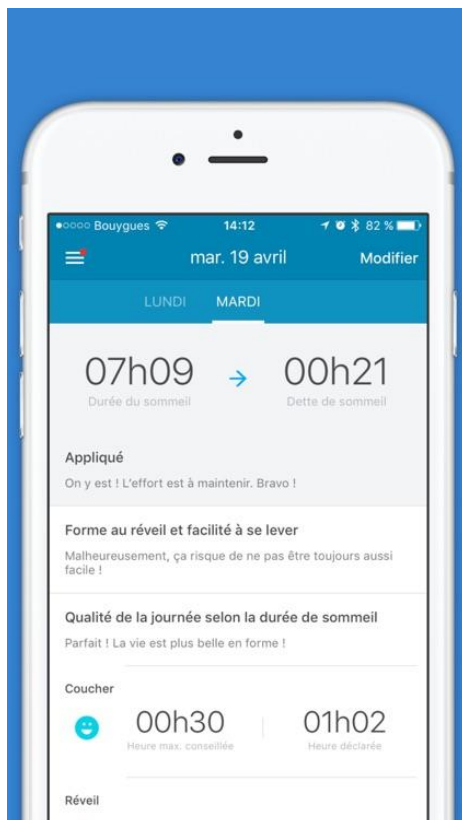 Bouygues 14:12 82 %
mar. 19 avril Modifier
LUNDI MARDI
07h09 → 00h21
Durée du sommeil Dette de sommeil
Appliqué
On y est ! L'effort est à maintenir. Bravo !
Forme au réveil et facilité à se lever
Malheureusement, ça risque de ne pas être toujours aussi
facile !
Qualité de la journée selon la durée de sommeil
Parfait ! La vie est plus belle en forme !
Coucher
00h30 01h02
Heure max. conseillée Heure déclarée
Réveil